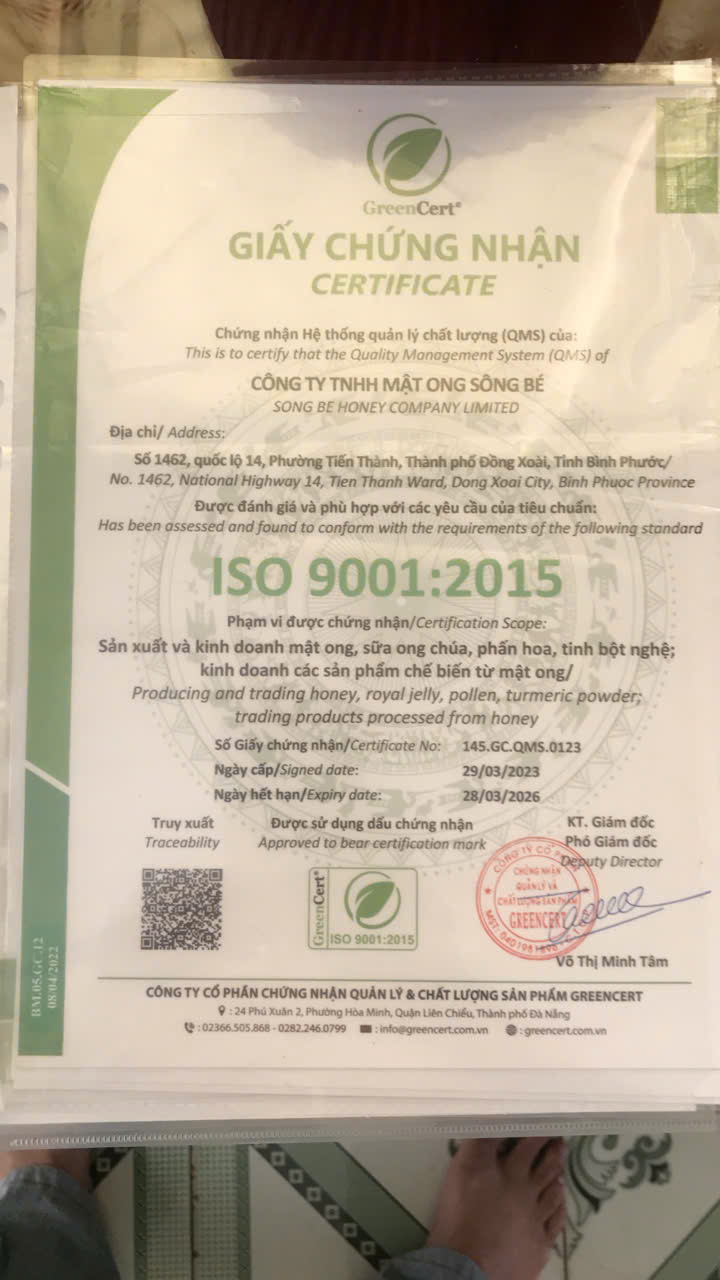 GreenCert®
GIẤY CHỨNG NHẬN
CERTIFICATE
Chứng nhận Hệ thống quản lý chất lượng (QMS) của:
This is to certify that the Quality Management System (QMS) of
CÔNG TY TNHH MẬT ONG SÔNG BÉ
SONG BE HONEY COMPANY LIMITED
Địa chỉ/ Address:
Số 1462, quốc lộ 14, Phường Tiến Thành, Thành phố Đồng Xoài, Tỉnh Bình Phước/
No. 1462, National Highway 14, Tien Thanh Ward, Dong Xoai City, Binh Phuoc Province
Được đánh giá và phù hợp với các yêu cầu của tiêu chuẩn:
Has been assessed and found to conform with the requirements of the following standard
ISO 9001:2015
Phạm vi được chứng nhận/Certification Scope:
Sản xuất và kinh doanh mật ong, sữa ong chúa, phấn hoa, tinh bột nghệ;
kinh doanh các sản phẩm chế biến từ mật ong/
Producing and trading honey, royal jelly, pollen, turmeric powder;
trading products processed from honey
Số Giấy chứng nhận/Certificate No: 145.GC.QMS.0123
Ngày cấp/Signed date: 29/03/2023
Ngày hết hạn/Expiry date: 28/03/2026
Truy xuất
Traceability
Được sử dụng dấu chứng nhận
Approved to bear certification mark
KT. Giám đốc
Phó Giám đốc
Deputy Director
GreenCert®
ISO 9001:2015
CÔNG TY CỔ
CHỨNG NHẬN
QUẢN LÝ VÀ
CHẤT LƯỢNG SẢN PHẨM
GREENCERT
Võ Thị Minh Tâm
BM.05.GC.12
08/04/2022
CÔNG TY CỔ PHẦN CHỨNG NHẬN QUẢN LÝ & CHẤT LƯỢNG SẢN PHẨM GREENCERT
: 24 Phú Xuân 2, Phường Hòa Minh, Quận Liên Chiểu, Thành phố Đà Nẵng
: 02366.505.868 - 0282.246.0799 : info@greencert.com.vn : greencert.com.vn